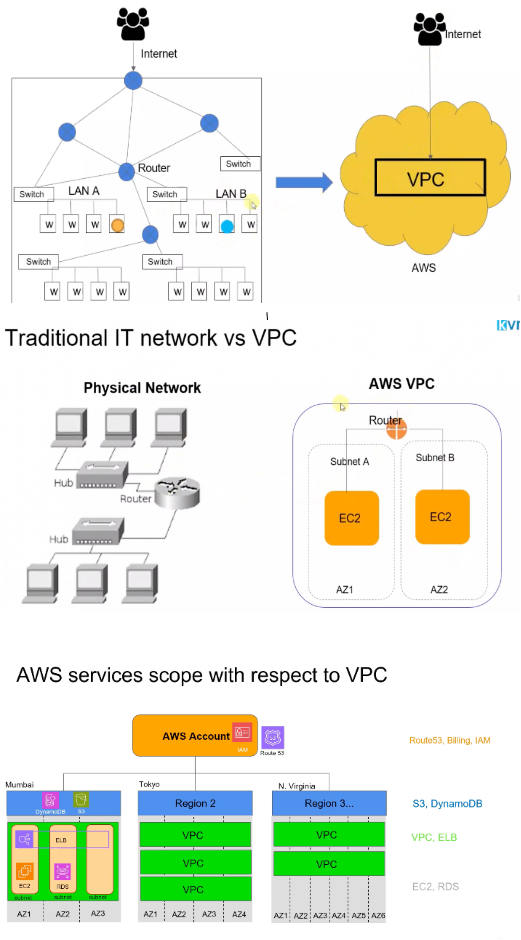 Internet
Internet
Router
Switch
Switch
LAN A
Switch
LAN B
VPC
W
W
W
W
W
W
AWS
Switch
Switch
W
W
W
W
W
W
W
W
Traditional IT network vs VPC
Physical Network
AWS VPC
Router
Hub
Router
Hub
Subnet A
Subnet B
EC2
EC2
AZ1
AZ2
AWS services scope with respect to VPC
AWS Account
IAM
Route 53
Route53, Billing, IAM
Mumbai
Tokyo
N. Virginia
DynamoDB
S3
Region 2
Region 3...
S3, DynamoDB
ELB
VPC
VPC
VPC, ELB
VPC
VPC
EC2
RDS
VPC
EC2, RDS
subnet
subnet
subnet
AZ1
AZ2
AZ3
AZ1
AZ2
AZ3
AZ4
AZ1
AZ2
AZ3
AZ4
AZ5
AZ6